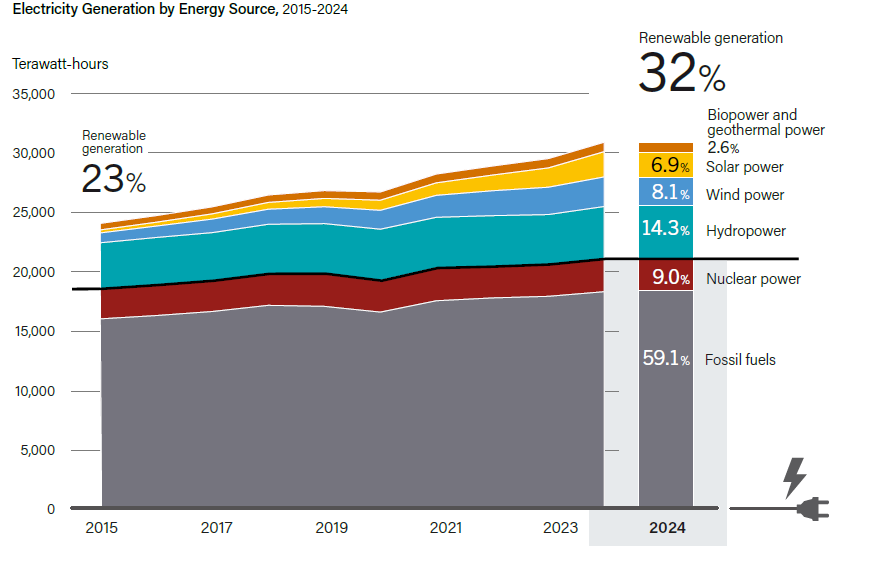 Electricity Generation by Energy Source, 2015-2024
Renewable generation
32%
Terawatt-hours
35,000
Biopower and
geothermal power
2.6%
Renewable
generation
23%
30,000
6.9% Solar power
8.1% Wind power
25,000
14.3% Hydropower
20,000
9.0% Nuclear power
15,000
59.1% Fossil fuels
10,000
5,000
0
2015 2017 2019 2021 2023 2024